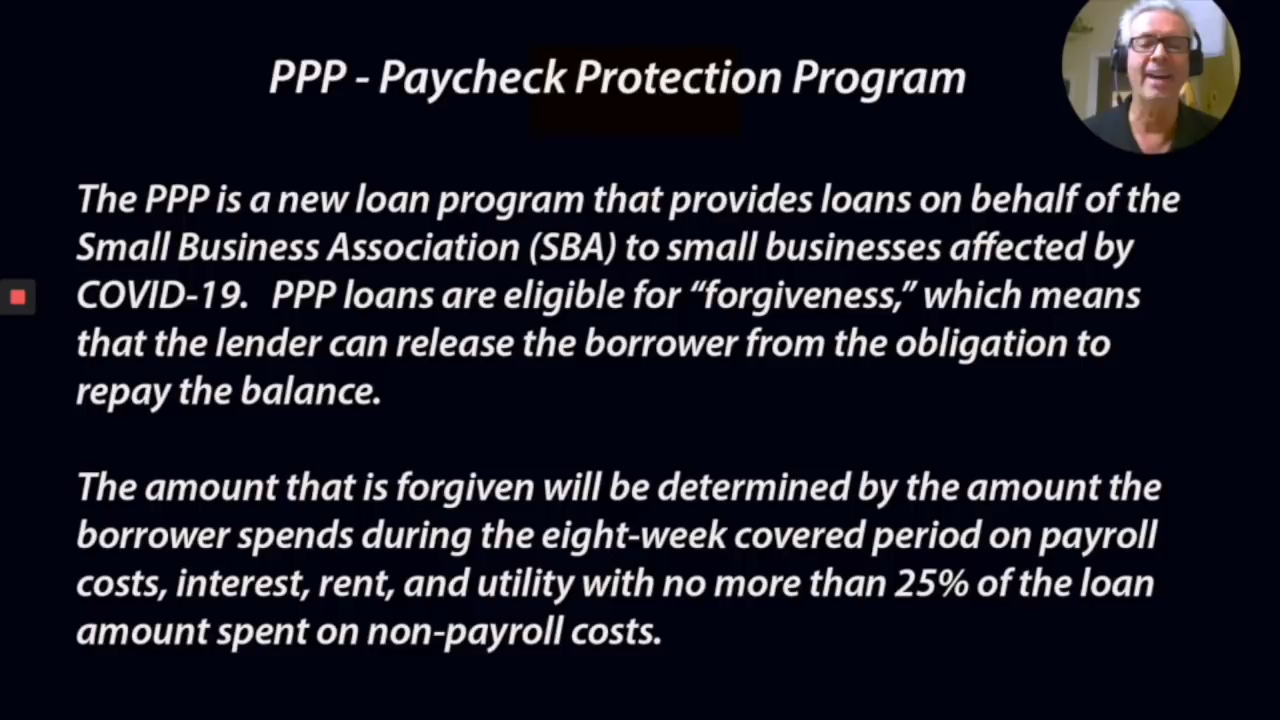 PPP - Paycheck Protection Program
The PPP is a new loan program that provides loans on behalf of the
Small Business Association (SBA) to small businesses affected by
COVID-19.   PPP loans are eligible for “forgiveness,” which means
that the lender can release the borrower from the obligation to
repay the balance.
The amount that is forgiven will be determined by the amount the
borrower spends during the eight-week covered period on payroll
costs, interest, rent, and utility with no more than 25% of the loan
amount spent on non-payroll costs.